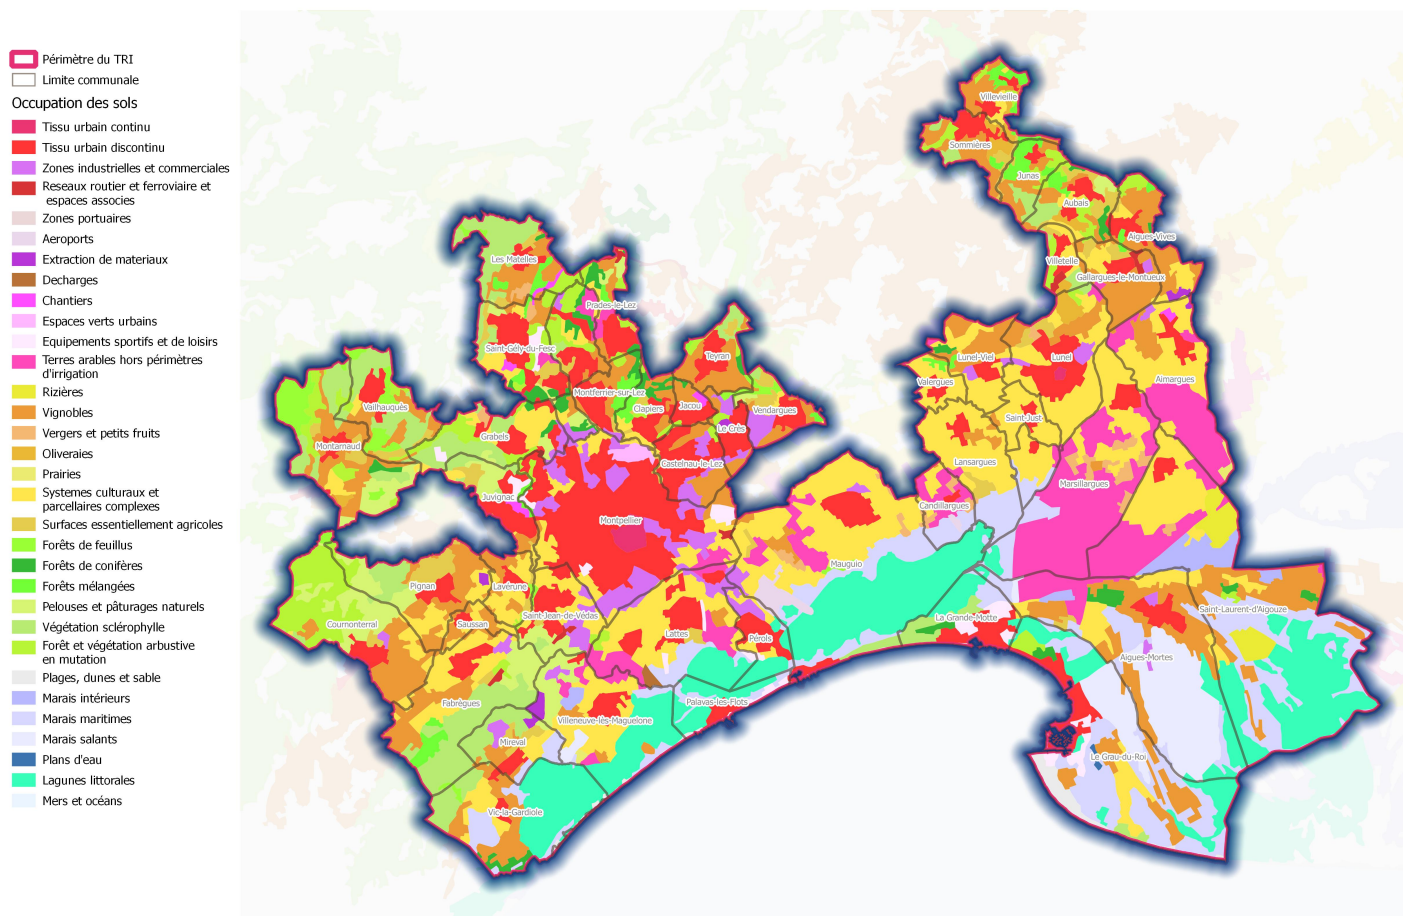 Périmètre du TRI
Limite communale
Occupation des sols
Tissu urbain continu
Tissu urbain discontinu
Zones industrielles et commerciales
Reseaux routier et ferroviaire et
espaces associes
Zones portuaires
Aeroports
Extraction de materiaux
Decharges
Chantiers
Espaces verts urbains
Equipements sportifs et de loisirs
Terres arables hors périmètres
d'irrigation
Rizières
Vignobles
Vergers et petits fruits
Oliveraies
Prairies
Systemes culturaux et
parcellaires complexes
Surfaces essentiellement agricoles
Forêts de feuillus
Forêts de conifères
Forêts mélangées
Pelouses et pâturages naturels
Végétation sclérophylle
Forêt et végétation arbustive
en mutation
Plages, dunes et sable
Marais intérieurs
Marais maritimes
Marais salants
Plans d'eau
Lagunes littorales
Mers et océans
Villevieille
Sommières
Junas
Aubais
Aigues-Vives
Villetelle
Gallargues-le-Montueux
Les Matelles
Prades-le-Lez
Saint-Gély-du-Fesc
Teyran
Lunel-Viel
Lunel
Aimargues
Valergues
Montferrier-sur-Lez
Clapiers
Jacou
Vendargues
Vailhauquès
Saint-Just
Le Crès
Grabels
Montarnaud
Castelnau-le-Lez
Lansargues
Marsillargues
Juvignac
Candillargues
Montpellier
Mauguio
Pignan
Lavérune
Saint-Jean-de-Védas
Cournonterral
Saussan
Lattes
Pérols
La Grande-Motte
Saint-Laurent-d'Aigouze
Aigues-Mortes
Fabrègues
Palavas-les-Flots
Villeneuve-lès-Maguelone
Mireval
Le Grau-du-Roi
Vic-la-Gardiole